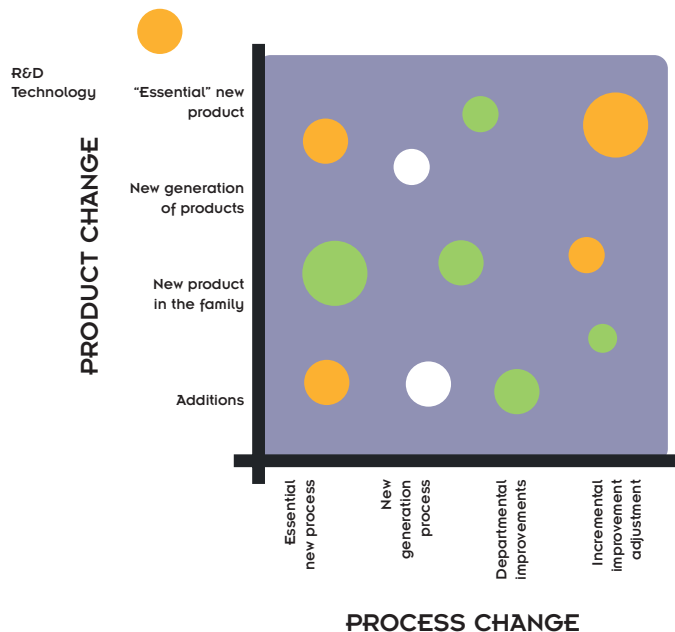 R&D
Technology
“Essential” new
product
New generation
of products
New product
in the family
Additions
PRODUCT CHANGE
Essential
new process
New
generation
process
Departmental
improvements
Incremental
improvement
adjustment
PROCESS CHANGE